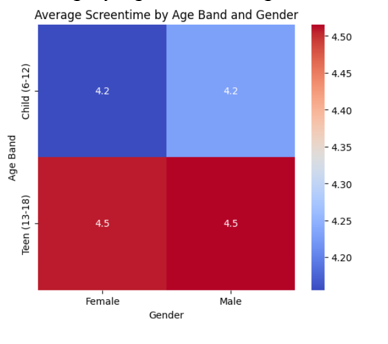 Average Screentime by Age Band and Gender
Child (6-12)
4.2
4.2
Age Band
Teen (13-18)
4.5
4.5
Female
Male
Gender
4.50
4.45
4.40
4.35
4.30
4.25
4.20